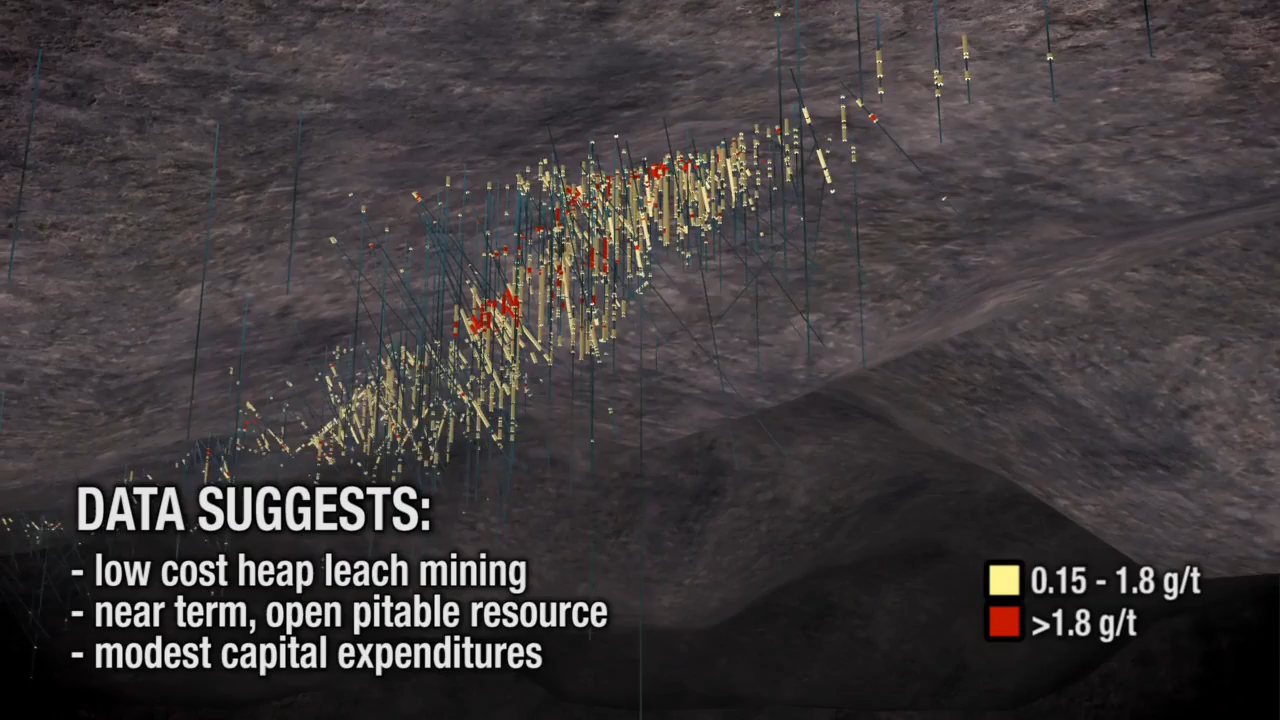 DATA SUGGESTS:
- low cost heap leach mining
- near term, open pitable resource
- modest capital expenditures
0.15 - 1.8 g/t
>1.8 g/t